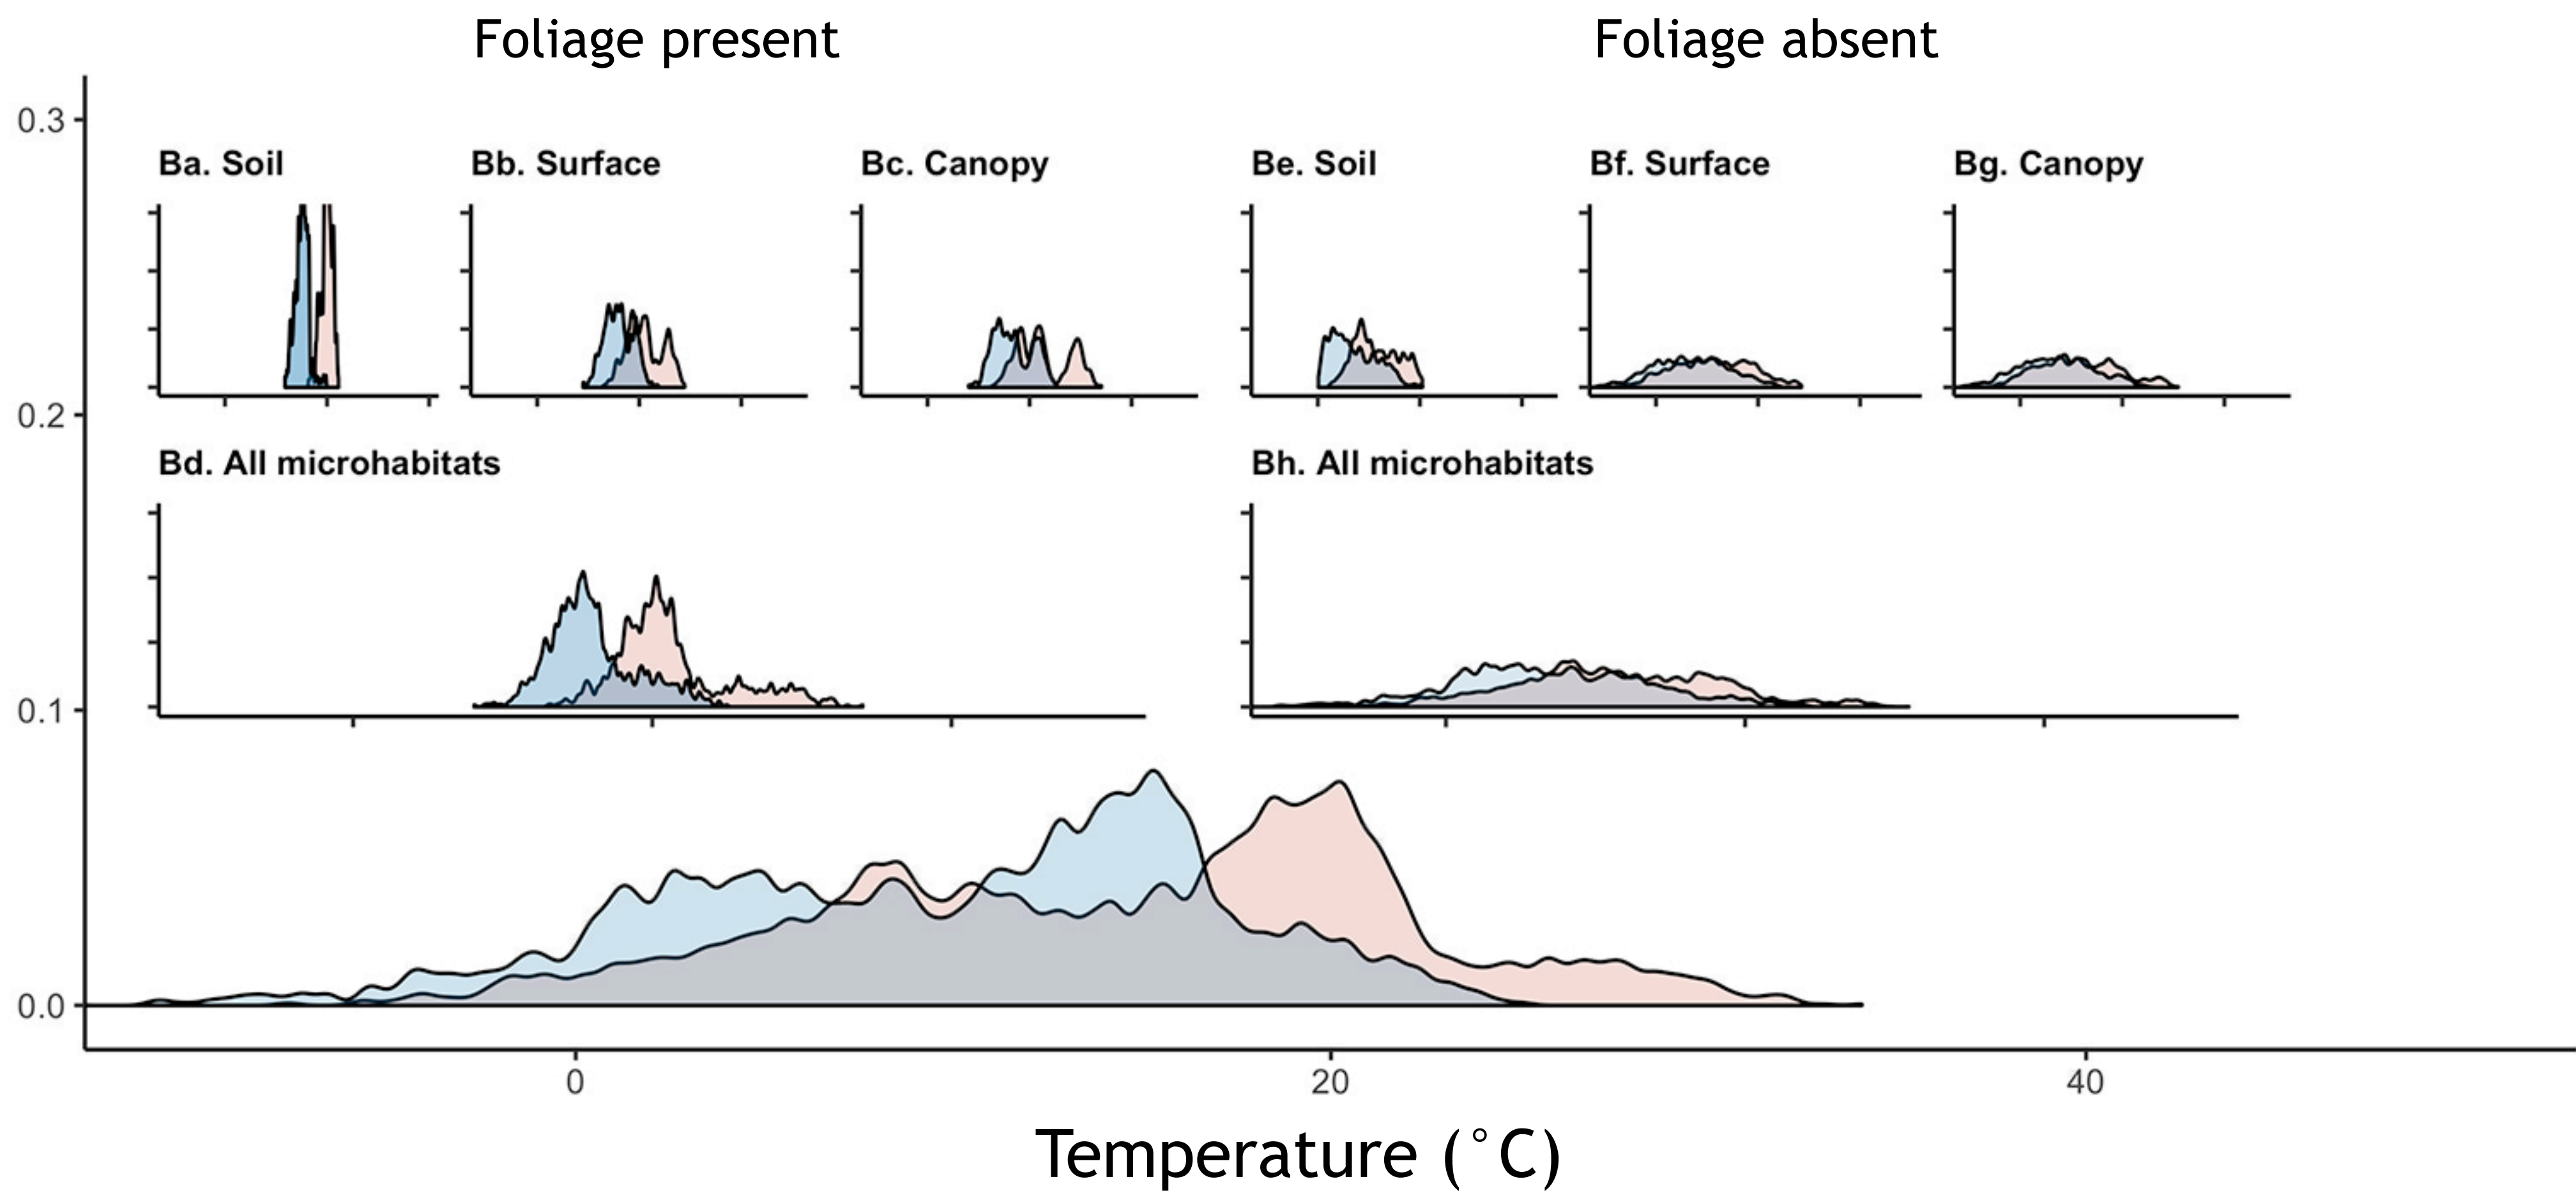 Foliage present
Foliage absent
0.3
Ba. Soil
Bb. Surface
Bc. Canopy
Be. Soil
Bf. Surface
Bg. Canopy
0.2
Bd. All microhabitats
Bh. All microhabitats
0.1
0.0
0
20
40
Temperature (°C)